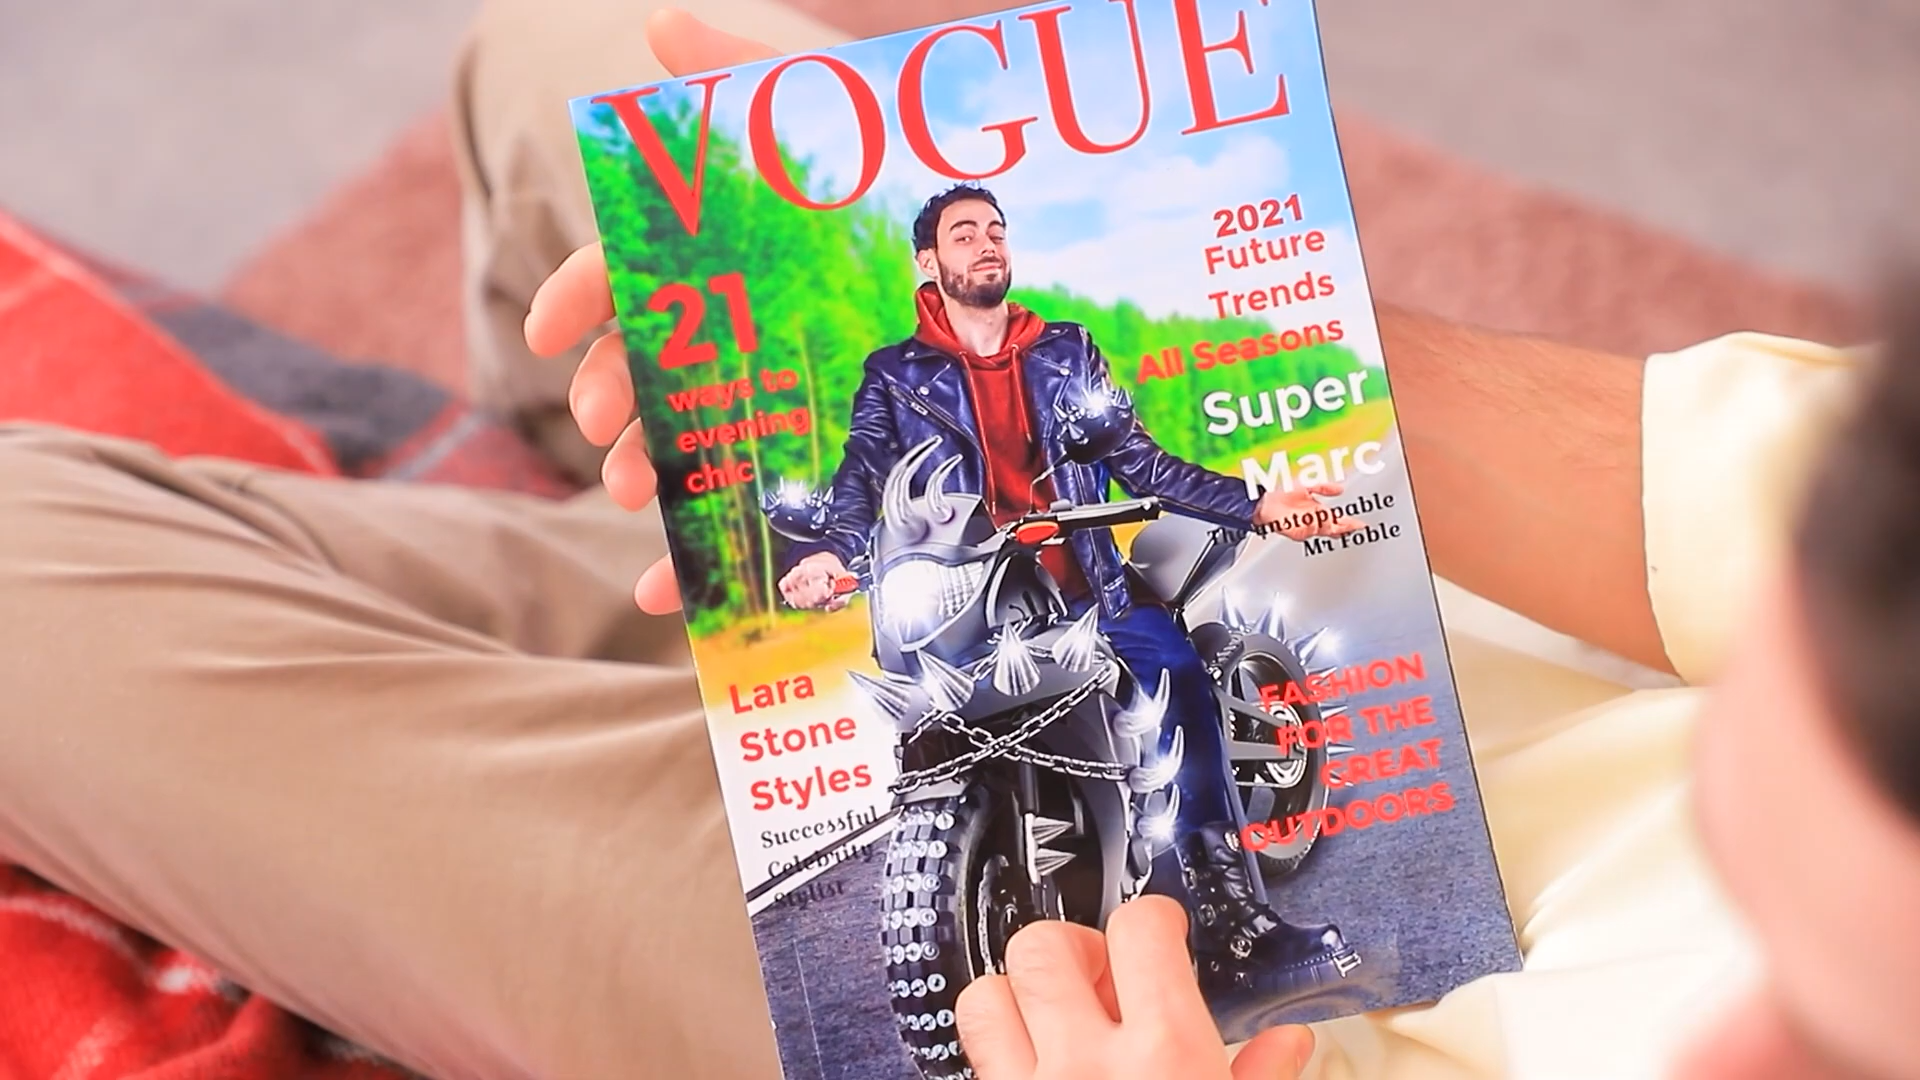 VOGUE
21
ways to
evening
chic
2021
Future
Trends
All Seasons
Super
Marc
The unstoppable
Mr Foble
Lara
Stone
Styles
Successful
Celebrity
Stylist
FASHION
FOR THE
GREAT
OUTDOORS